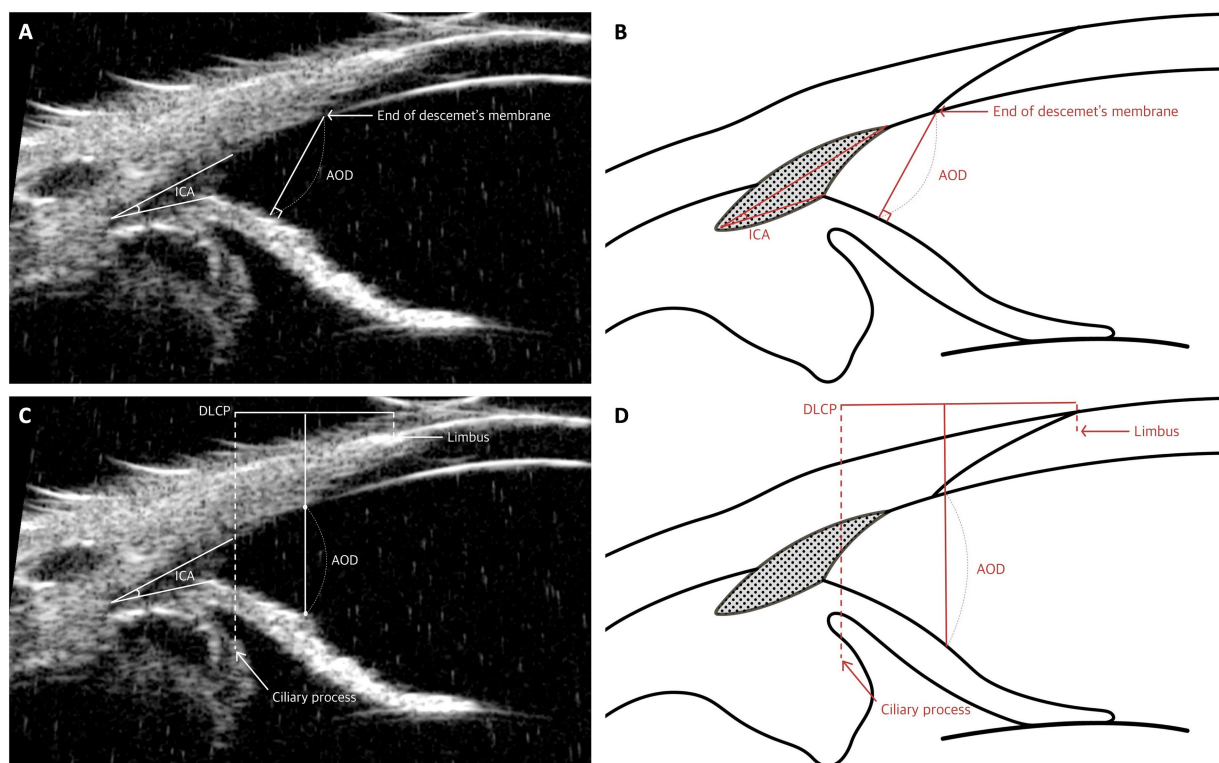 A
End of descemet's membrane
AOD
ICA
B
End of descemet's membrane
AOD
ICA
C
DLCP
Limbus
AOD
ICA
Ciliary process
D
DLCP
Limbus
AOD
Ciliary process